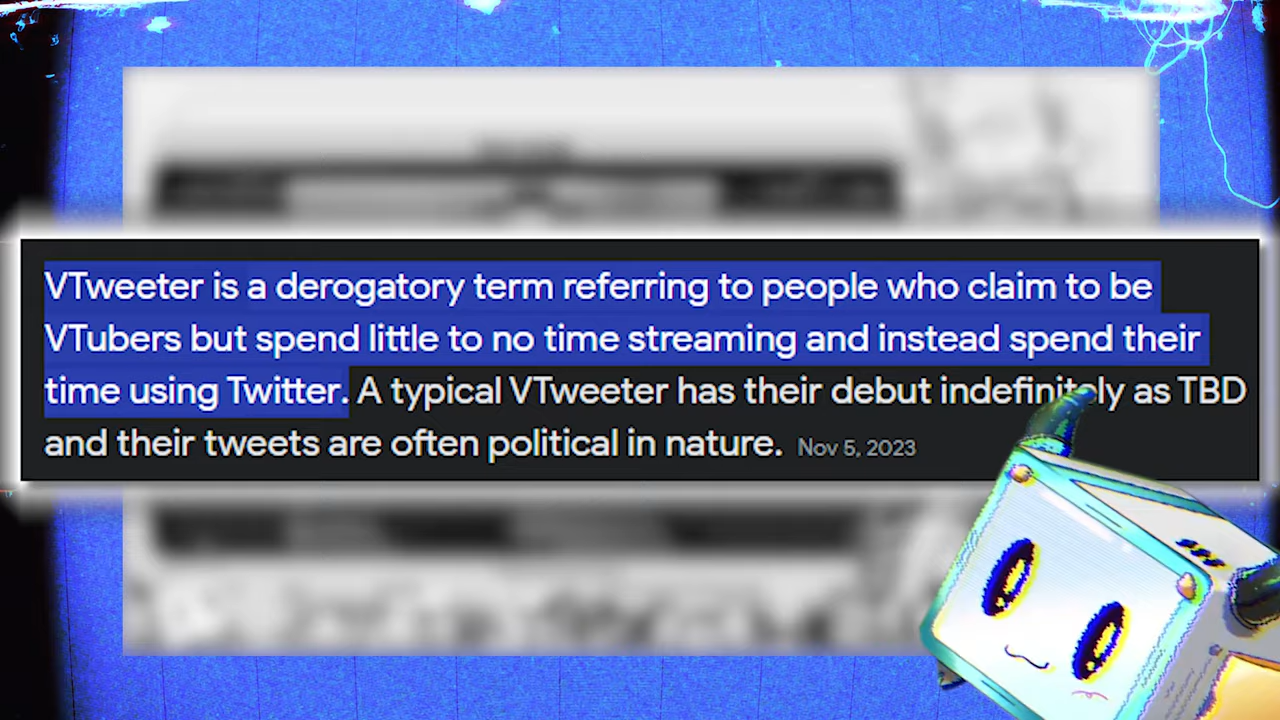 VTweeter is a derogatory term referring to people who claim to be
VTubers but spend little to no time streaming and instead spend their
time using Twitter. A typical VTweeter has their debut indefinitely as TBD
and their tweets are often political in nature. Nov 5, 2023